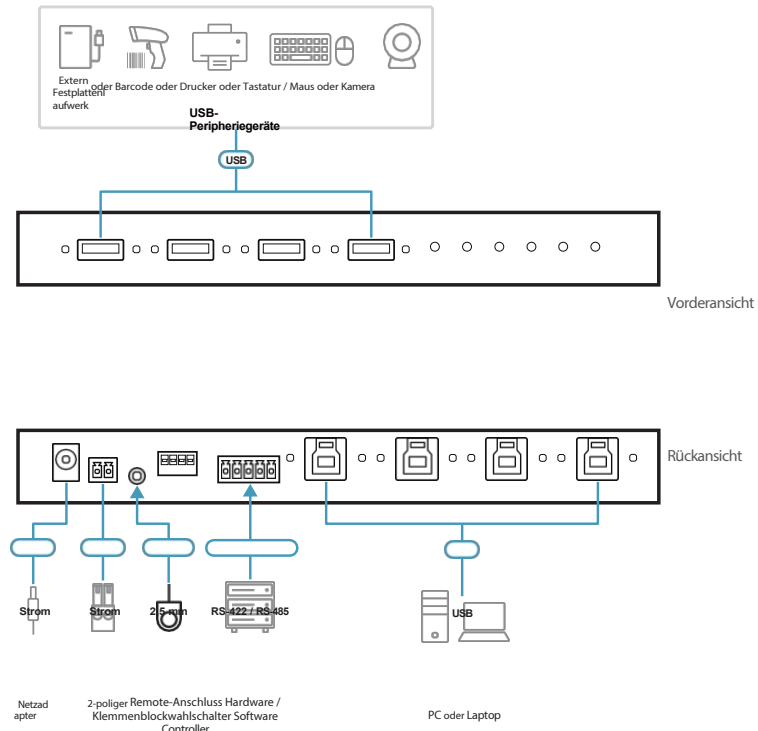 Extern
Festplattenl
aufwerk
oder Barcode oder Drucker oder Tastatur / Maus oder Kamera
USB-
Peripheriegeräte
USB
Vorderansicht
Rückansicht
Strom
Strom
2,5-mm
RS-422 / RS-485
USB
Netzad
apter
2-poliger Remote-Anschluss Hardware /
Klemmenblockwahlschalter Software
Controller
PC oder Laptop